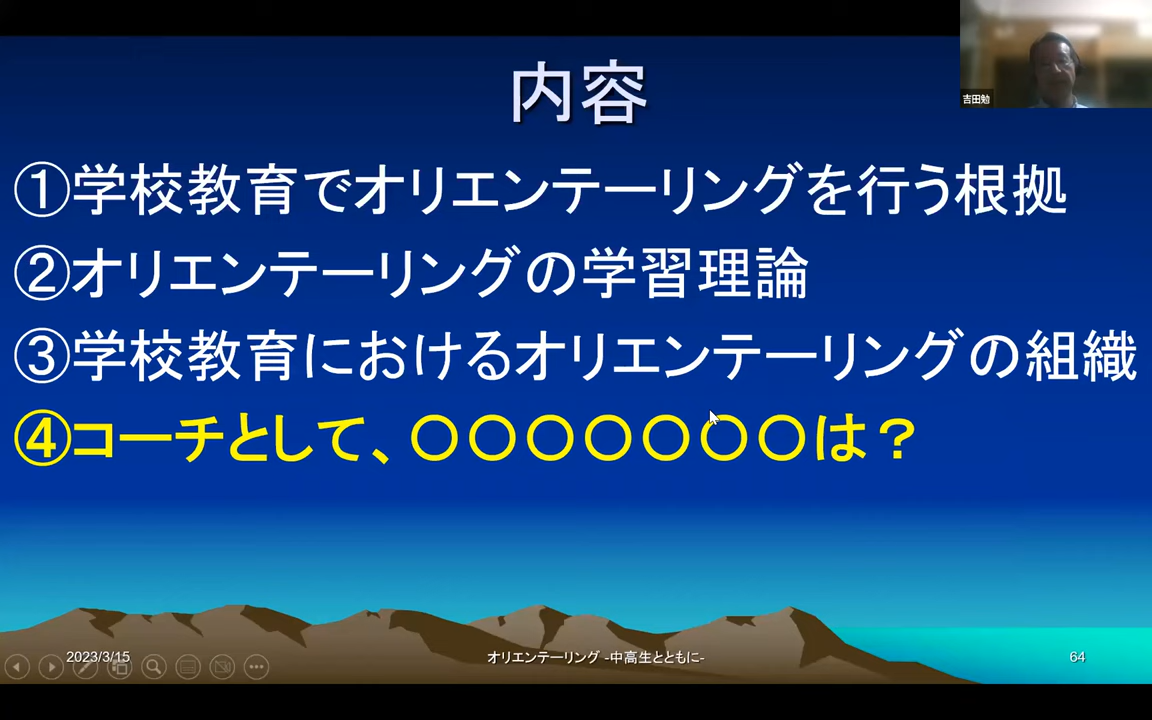 内容
吉田勉
①学校教育でオリエンテーリングを行う根拠
②オリエンテーリングの学習理論
③学校教育におけるオリエンテーリングの組織
④コーチとして、〇〇〇〇〇〇〇は？
2023/3/15
オリエンテーリング -中高生とともに-
64